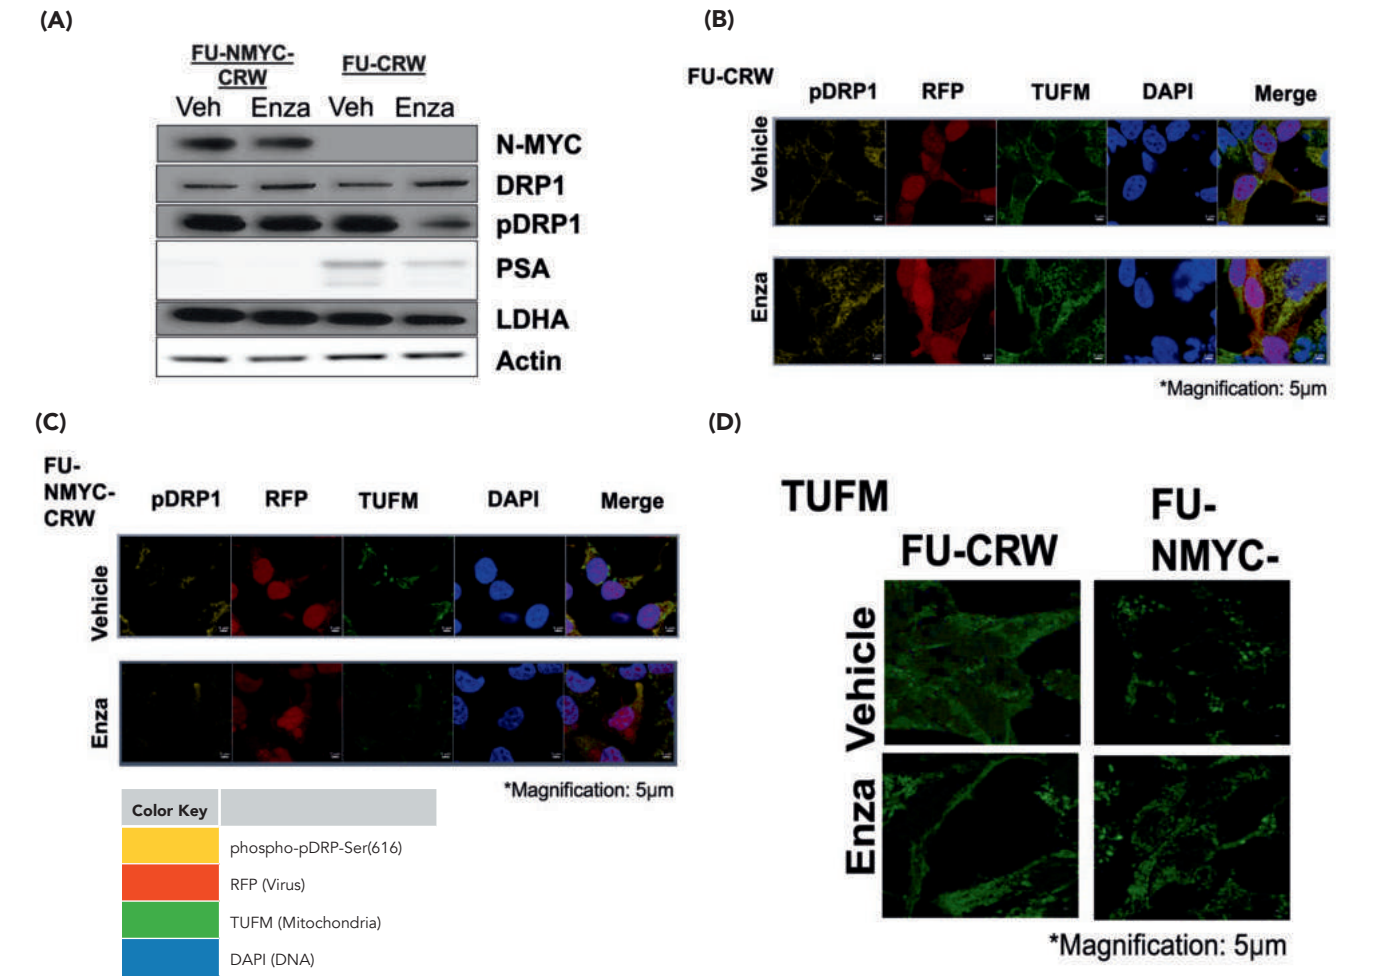 (A)
FU-NMYC-
CRW
FU-CRW
Veh Enza Veh Enza
N-MYC
DRP1
pDRP1
PSA
LDHA
Actin
(B)
FU-CRW
pDRP1 RFP TUFM DAPI Merge
Vehicle
Enza
*Magnification: 5µm
(C)
FU-
NMYC-
CRW
pDRP1 RFP TUFM DAPI Merge
Vehicle
Enza
*Magnification: 5µm
Color Key
phospho-pDRP-Ser(616)
RFP (Virus)
TUFM (Mitochondria)
DAPI (DNA)
(D)
TUFM
FU-CRW
FU-
NMYC-
Vehicle
Enza
*Magnification: 5µm